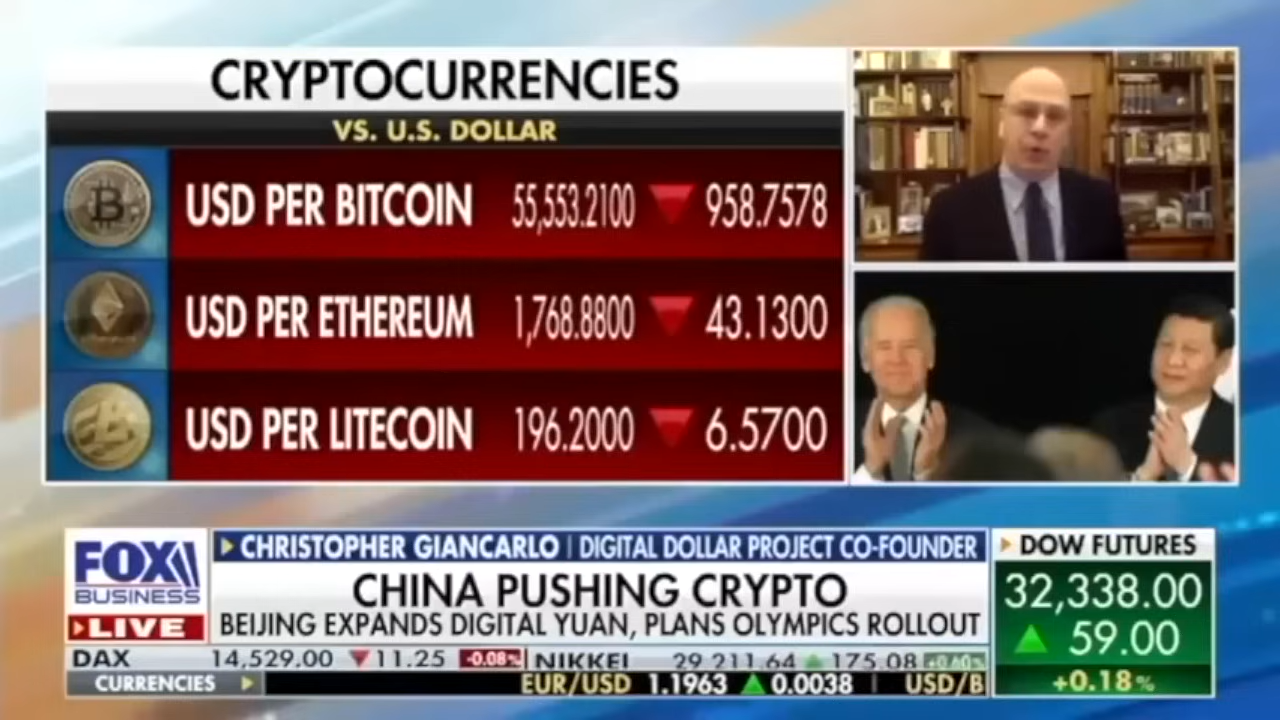 CRYPTOCURRENCIES
VS. U.S. DOLLAR
USD PER BITCOIN 55,553.2100 ▼ 958.7578
USD PER ETHEREUM 1,768.8800 ▼ 43.1300
USD PER LITECOIN 196.2000 ▼ 6.5700
FOX
BUSINESS
LIVE
CHRISTOPHER GIANCARLO | DIGITAL DOLLAR PROJECT CO-FOUNDER
CHINA PUSHING CRYPTO
BEIJING EXPANDS DIGITAL YUAN, PLANS OLYMPICS ROLLOUT
DOW FUTURES
32,338.00
▲ 59.00
+0.18%
DAX 14,529.00 ▼ 11.25 -0.08% NIKKEI 29,211.64 ▲ 175.08 +0.60%
CURRENCIES EUR/USD 1.1963 ▲ 0.0038 | USD/B